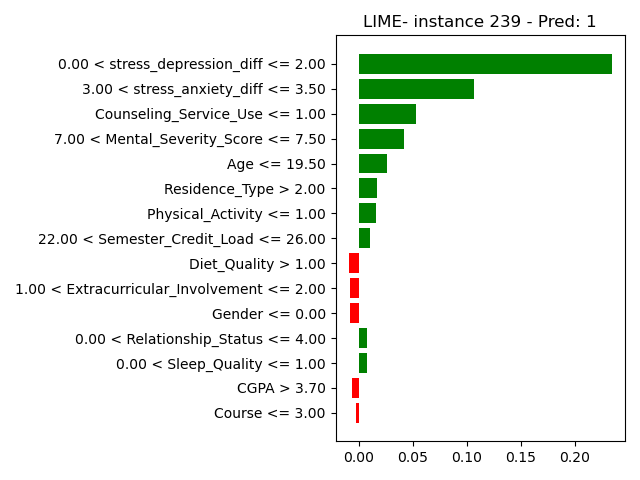 LIME- instance 239 - Pred: 1
0.00 < stress_depression_diff <= 2.00
3.00 < stress_anxiety_diff <= 3.50
Counseling_Service_Use <= 1.00
7.00 < Mental_Severity_Score <= 7.50
Age <= 19.50
Residence_Type > 2.00
Physical_Activity <= 1.00
22.00 < Semester_Credit_Load <= 26.00
Diet_Quality > 1.00
1.00 < Extracurricular_Involvement <= 2.00
Gender <= 0.00
0.00 < Relationship_Status <= 4.00
0.00 < Sleep_Quality <= 1.00
CGPA > 3.70
Course <= 3.00
0.00 0.05 0.10 0.15 0.20